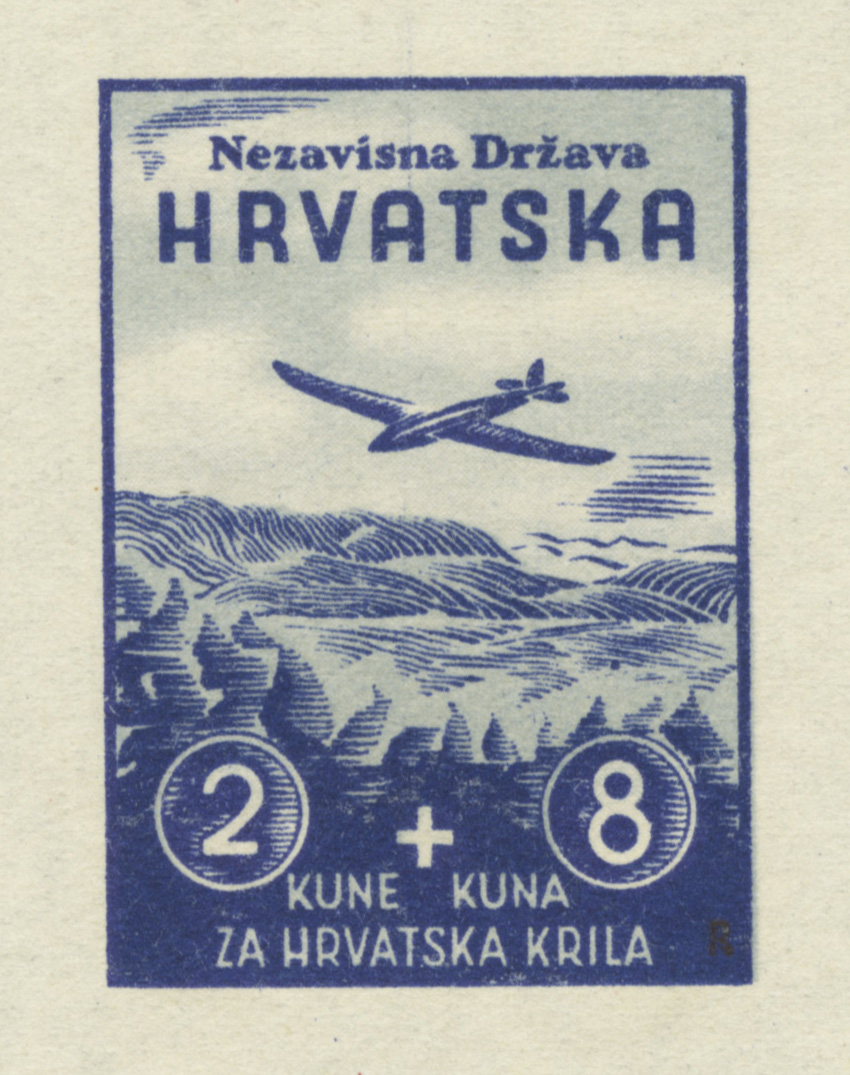 Nezavisna Država
HRVATSKA
2 + 8
KUNE KUNA
ZA HRVATSKA KRILA
R